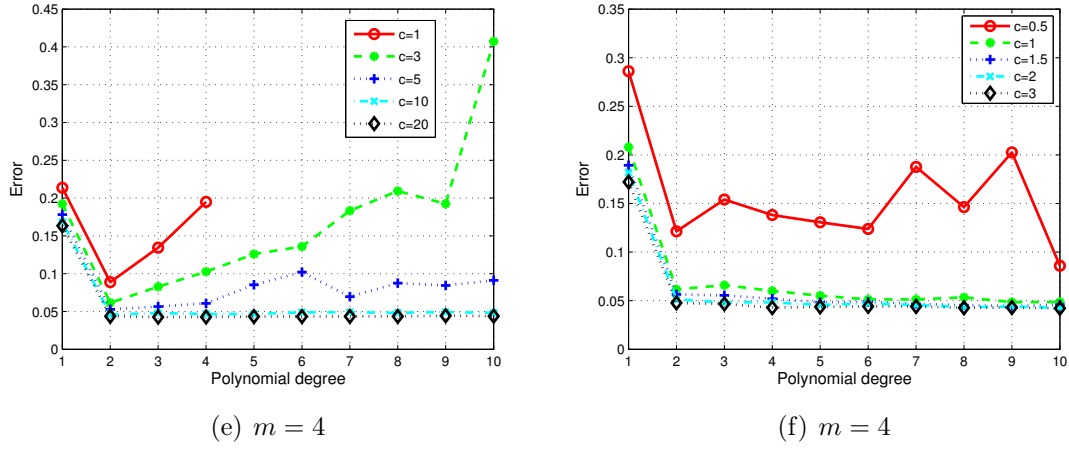 0.45
0.4
0.35
0.3
0.25
0.2
0.15
0.1
0.05
0
Error
1 2 3 4 5 6 7 8 9 10
Polynomial degree
c=1
c=3
c=5
c=10
c=20
(e) m = 4
0.35
0.3
0.25
0.2
0.15
0.1
0.05
0
Error
1 2 3 4 5 6 7 8 9 10
Polynomial degree
c=0.5
c=1
c=1.5
c=2
c=3
(f) m = 4